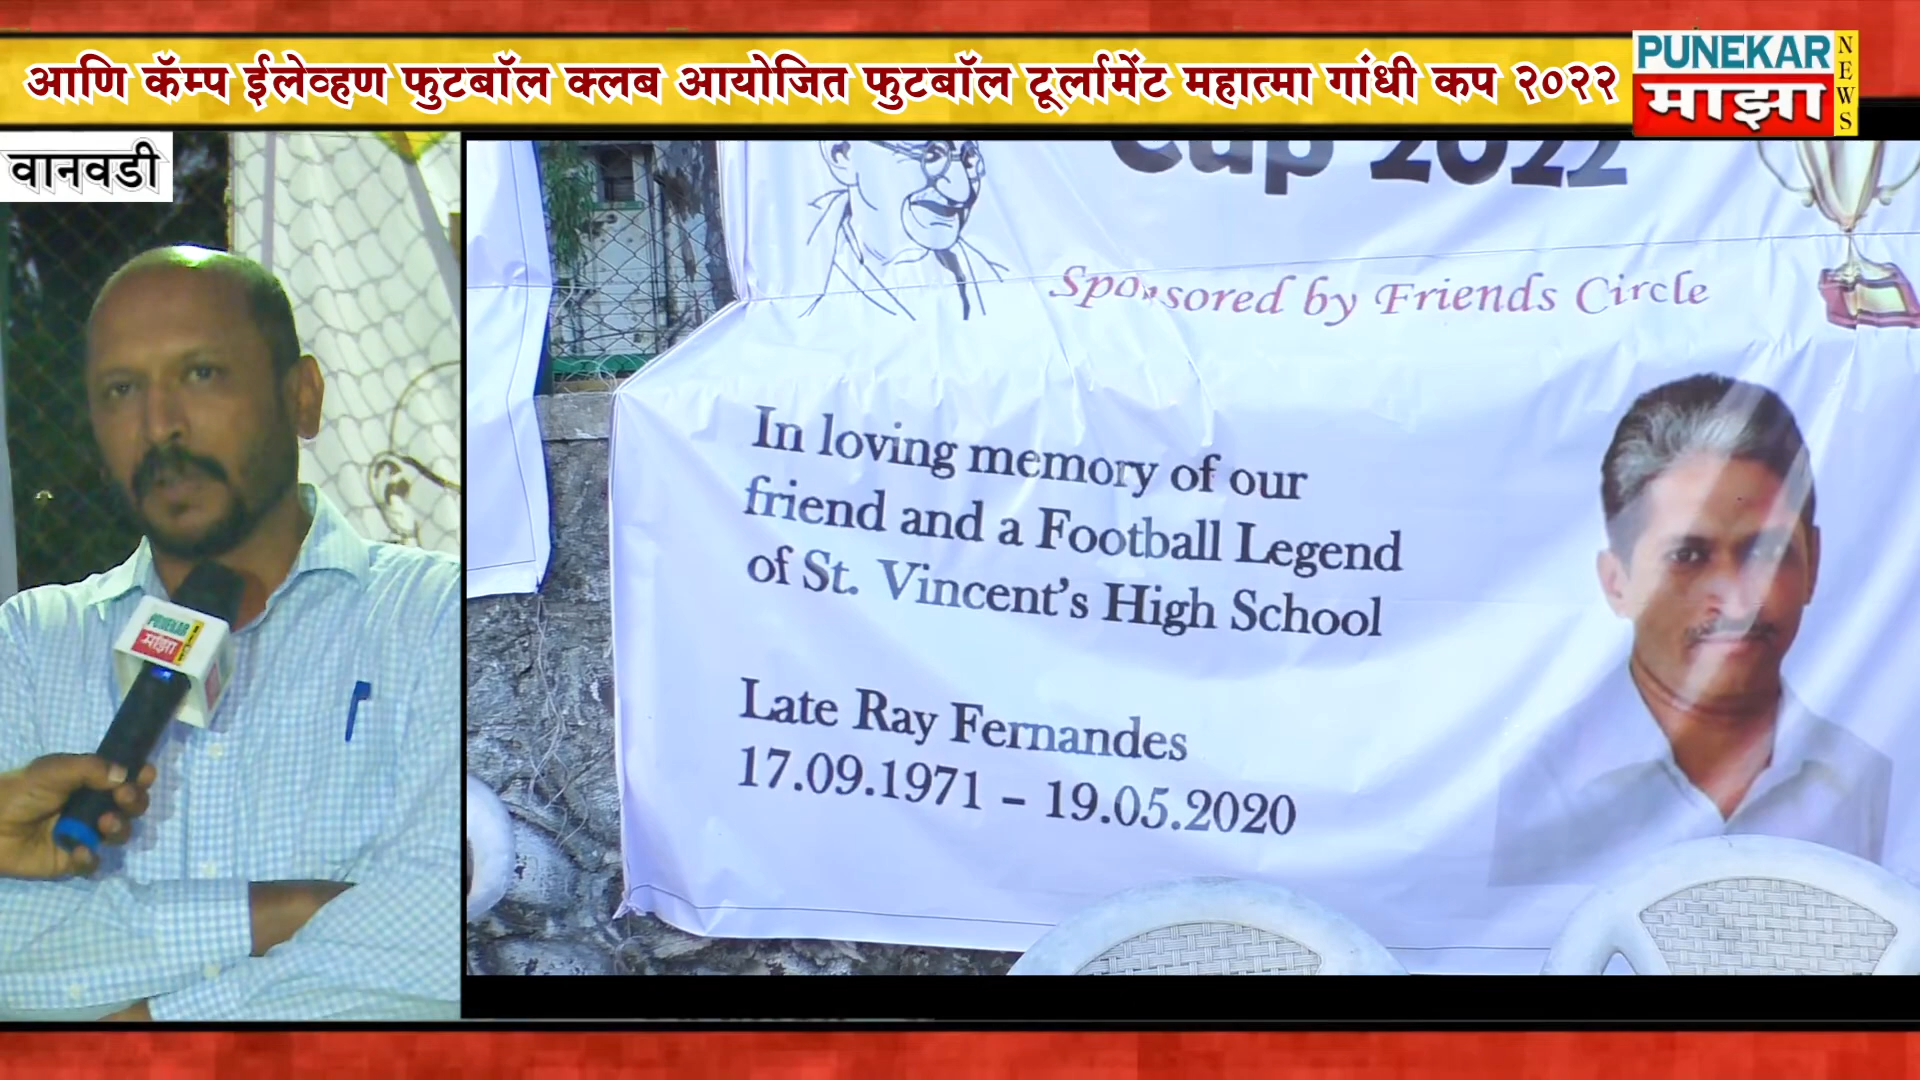 आणि कॅम्प ईलेव्हण फुटबॉल क्लब आयोजित फुटबॉल टूर्लामेंट महात्मा गांधी कप २०२२
PUNEKAR
माझा
NEWS
वानवडी
Cup 2022
Sponsored by Friends Circle
In loving memory of our
friend and a Football Legend
of St. Vincent's High School
Late Ray Fernandes
17.09.1971 – 19.05.2020
PUNEKAR
माझा